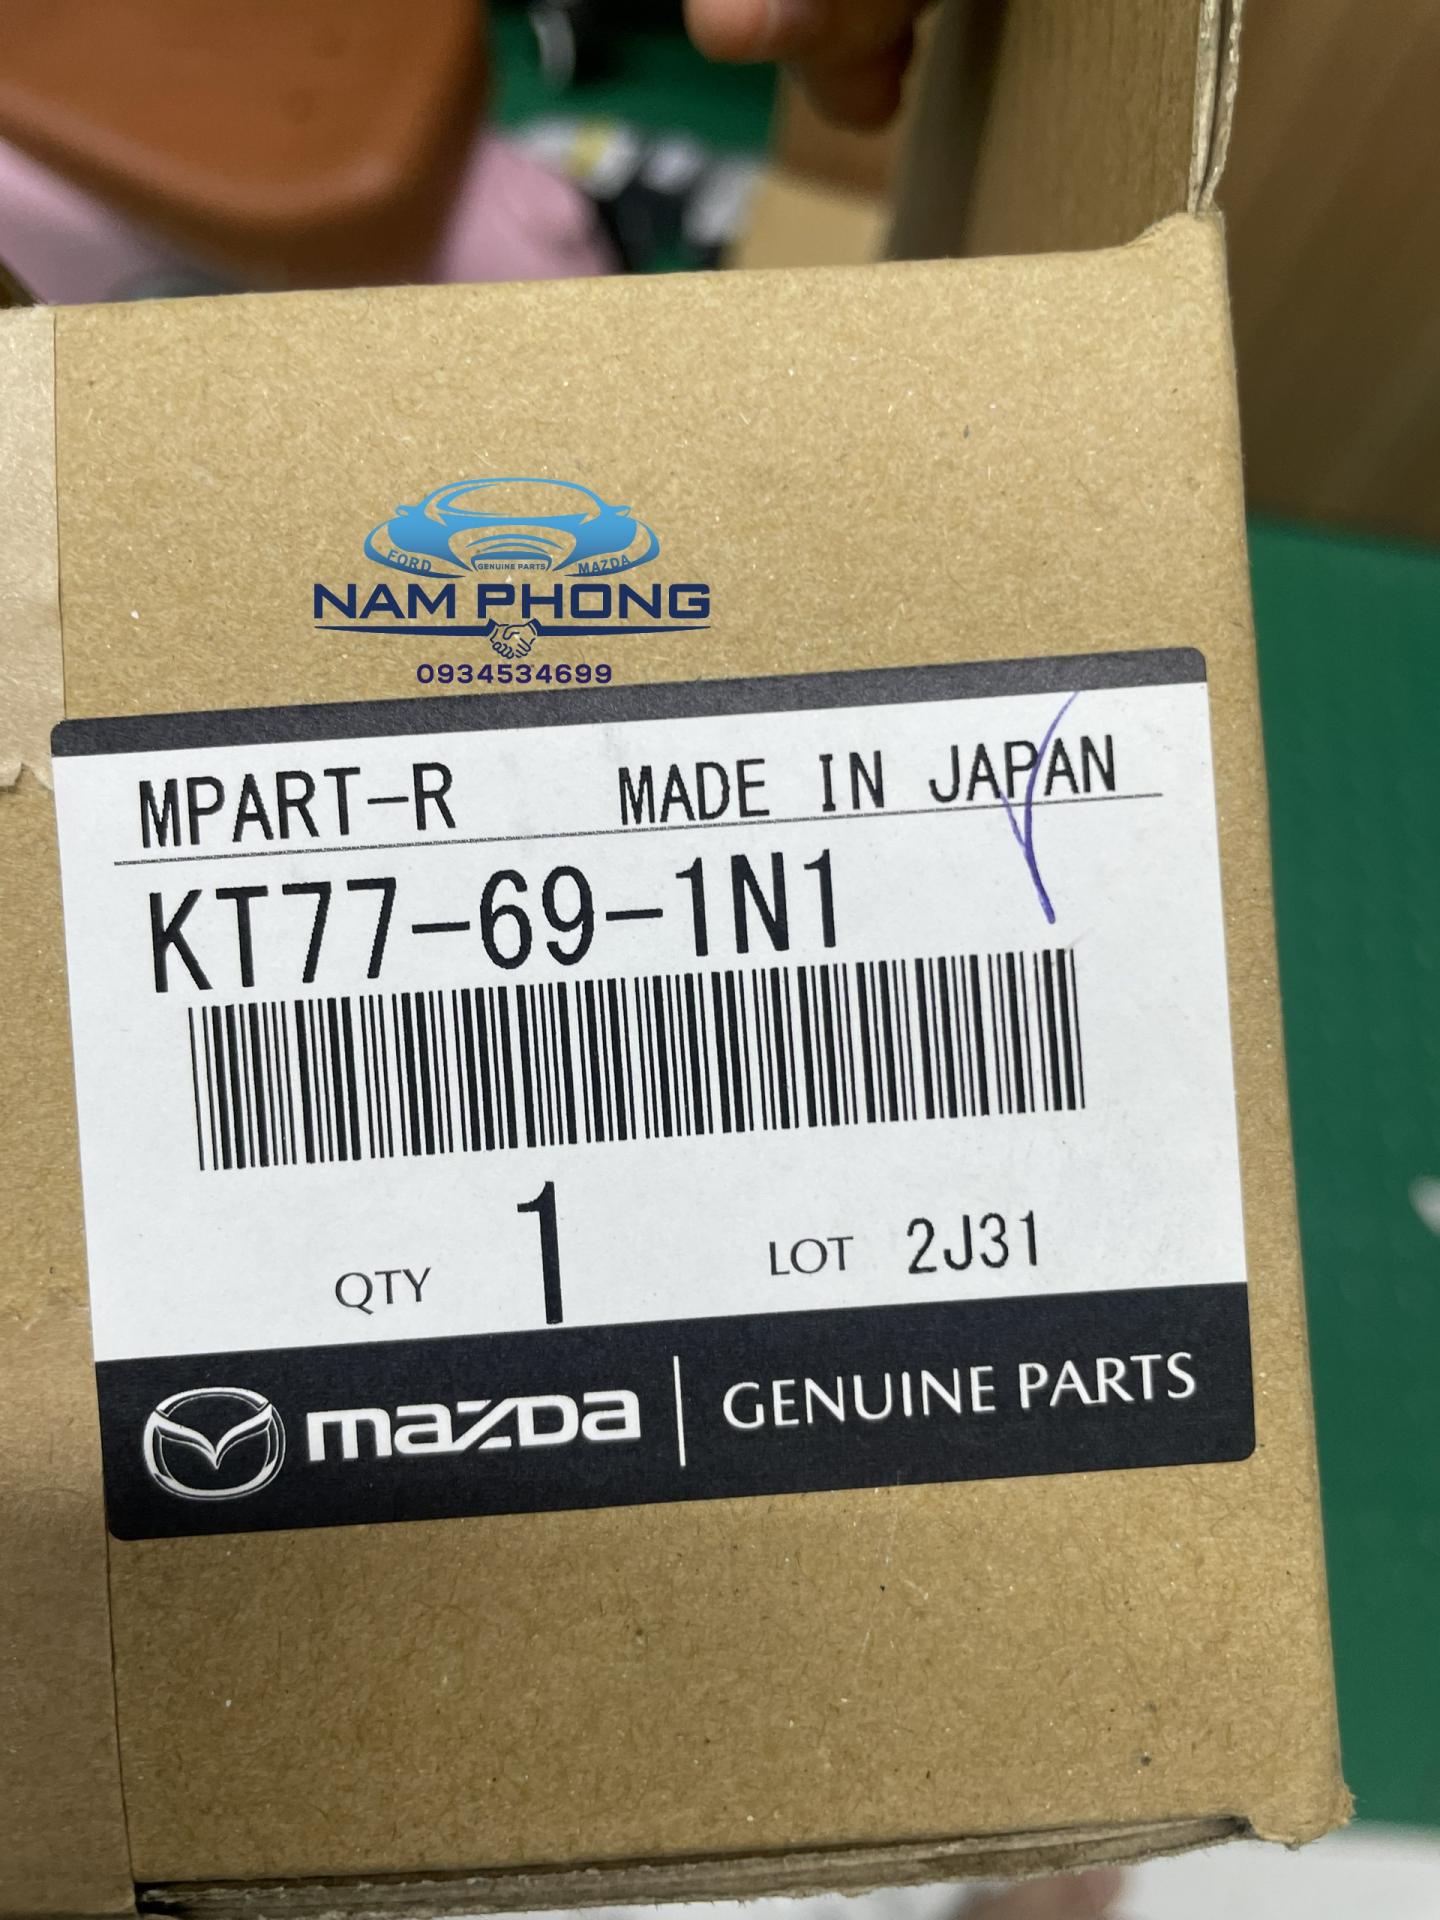 FORD GENUINE PARTS MAZDA
NAM PHONG
0934534699
MPART-R MADE IN JAPAN
KT77-69-1N1
QTY 1 LOT 2J31
mazda GENUINE PARTS